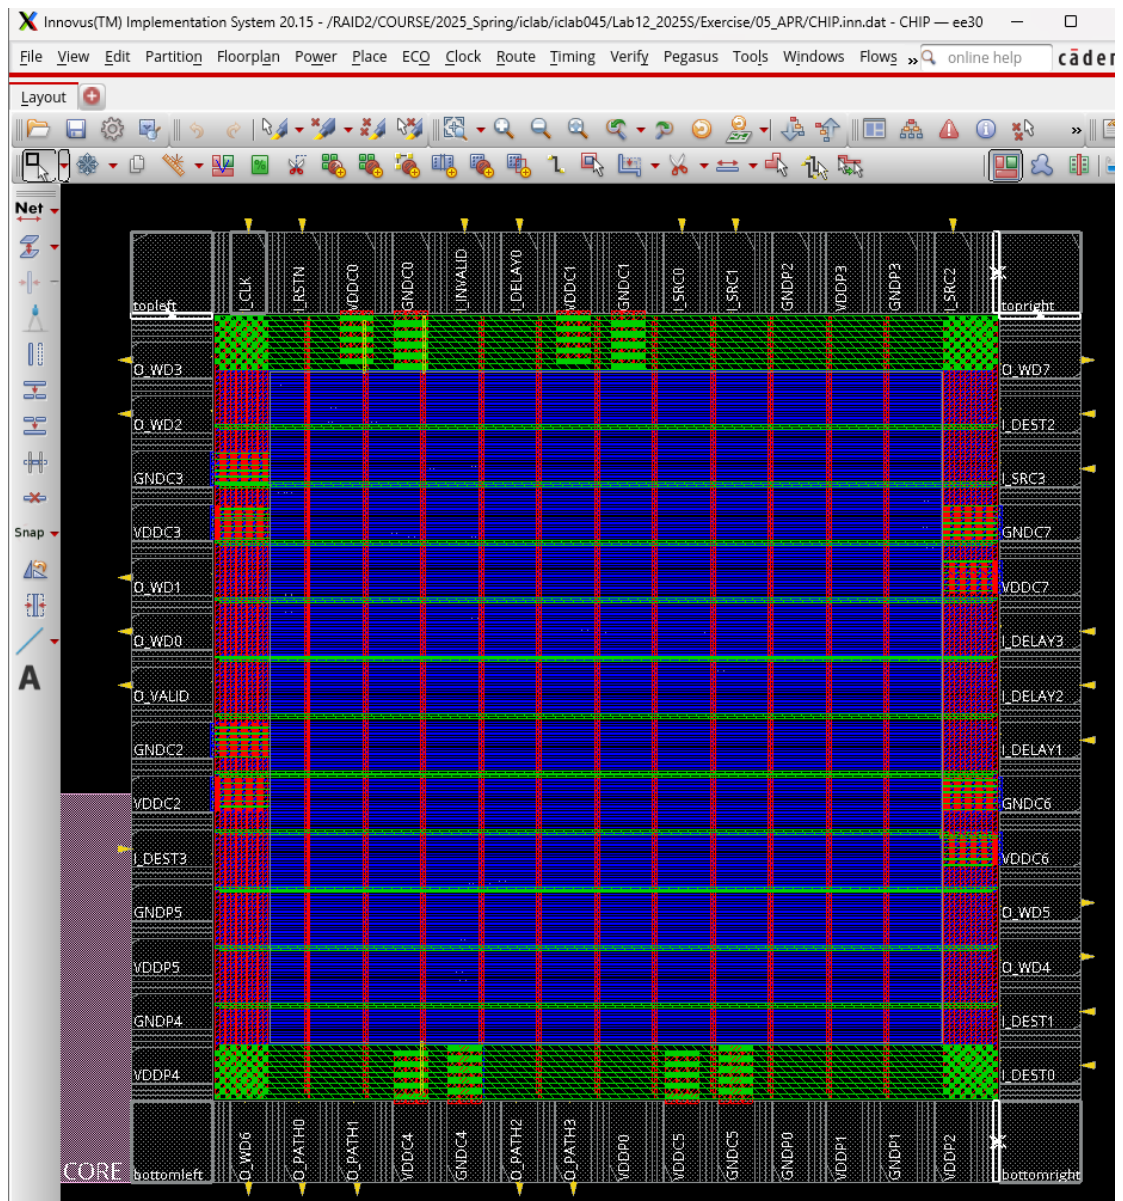 Innovus(TM) Implementation System 20.15 - /RAID2/COURSE/2025_Spring/iclab/iclab045/Lab12_2025S/Exercise/05_APR/CHIP.inn.dat - CHIP — ee30
File View Edit Partition Floorplan Power Place ECO Clock Route Timing Verify Pegasus Tools Windows Flows » online help cāder
Layout
»
Net
Snap
A
topleft I_CLK I_RSTN VDDC0 GNDC0 I_INVALID I_DELAY0 VDDC1 GNDC1 I_SRC0 I_SRC1 GNDP2 VDDP3 GNDP3 I_SRC2 topright
O_WD3 O_WD7
O_WD2 I_DEST2
GNDC3 I_SRC3
VDDC3 GNDC7
O_WD1 VDDC7
O_WD0 I_DELAY3
O_VALID I_DELAY2
GNDC2 I_DELAY1
VDDC2 GNDC6
I_DEST3 VDDC6
GNDP5 O_WD5
VDDP5 O_WD4
GNDP4 I_DEST1
VDDP4 I_DEST0
CORE bottomleft O_WD6 O_PATH0 O_PATH1 VDDC4 GNDC4 O_PATH2 O_PATH3 VDDP0 VDDC5 GNDC5 GNDP0 VDDP1 GNDP1 VDDP2 bottomright